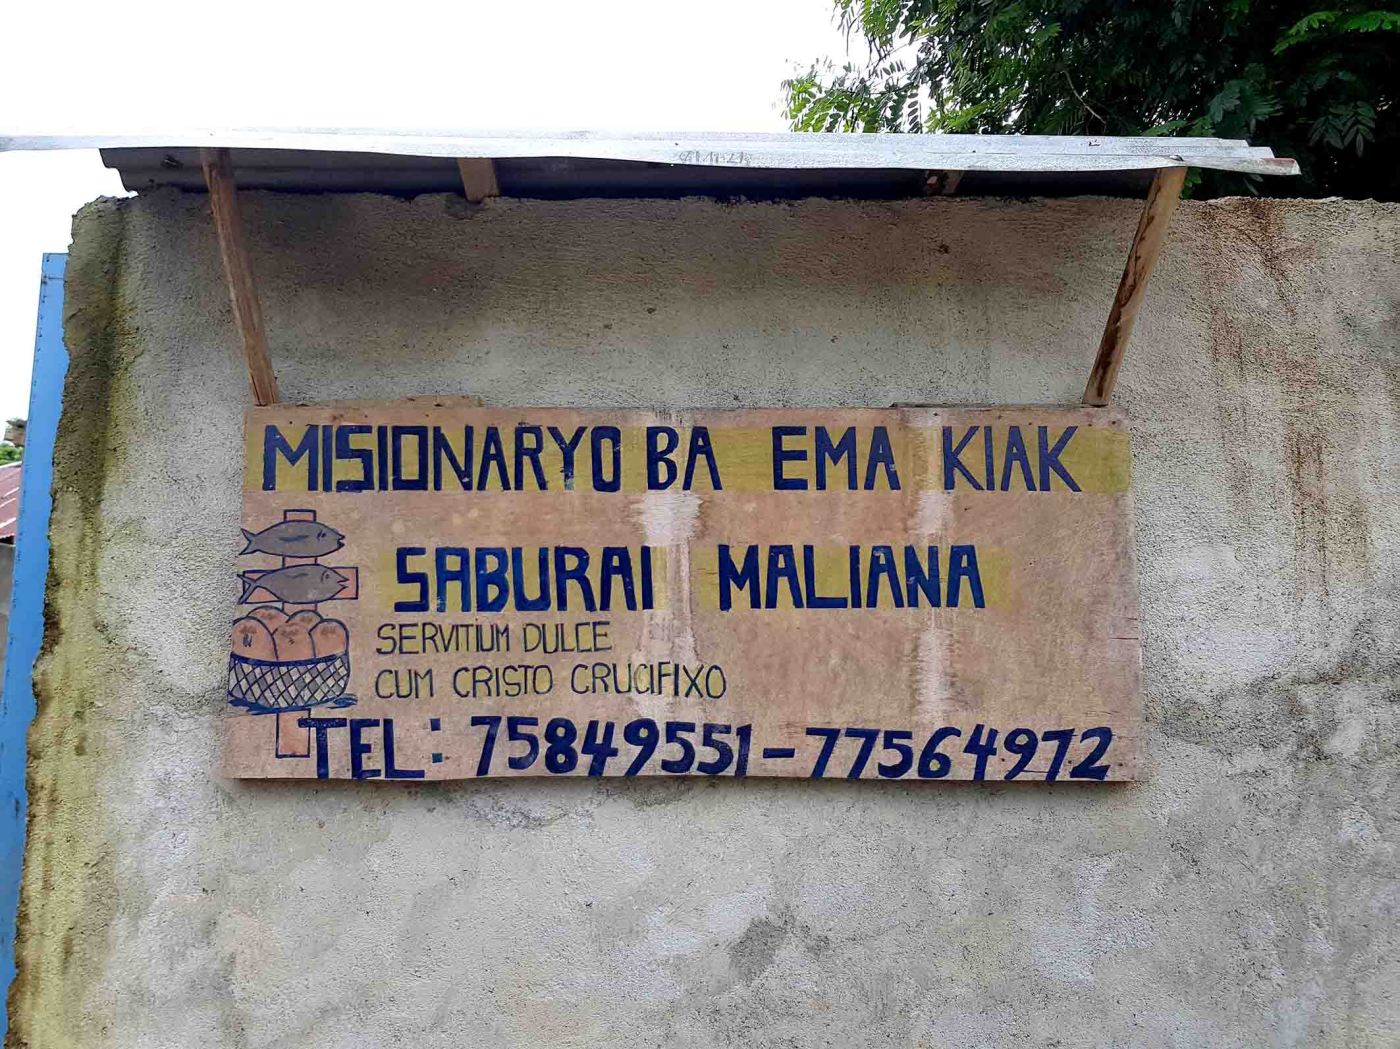 MISIONARYO BA EMA KIAK
SABURAI MALIANA
SERVITIUM DULCE
CUM CRISTO CRUCIFIXO
TEL: 75849551-77564972